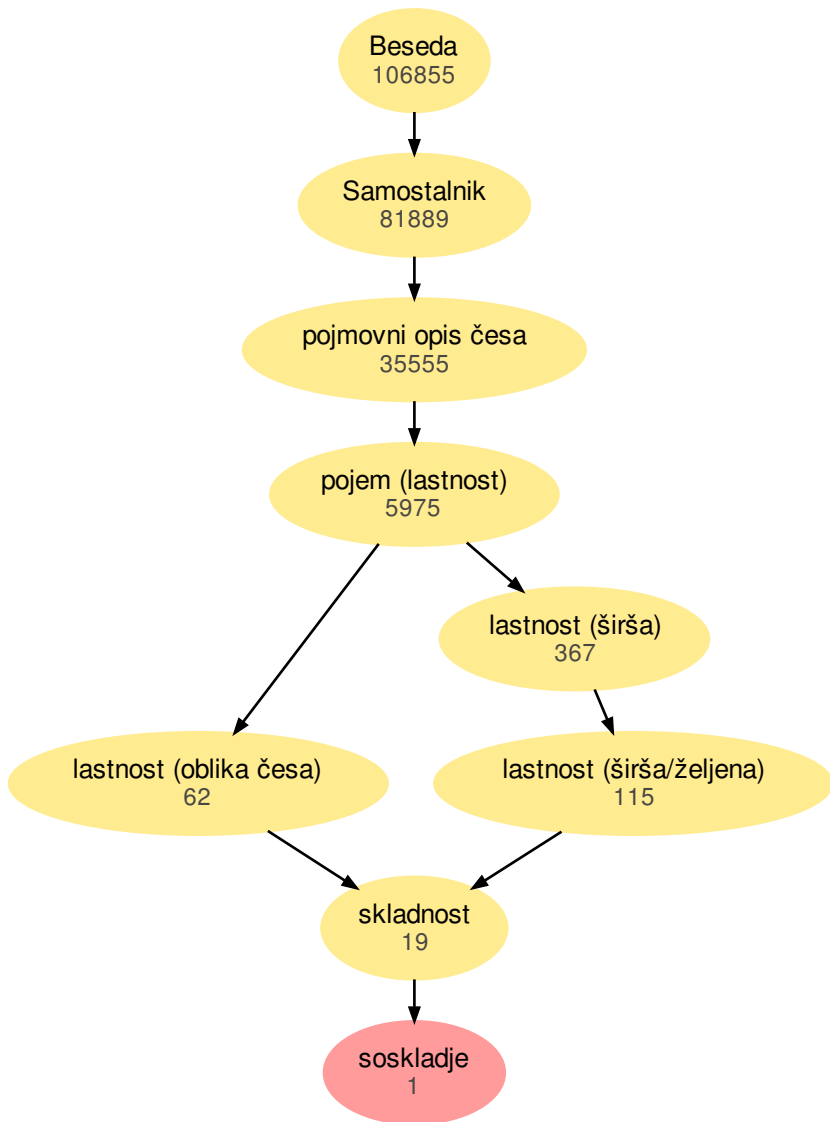 Beseda
106855
Samostalnik
81889
pojmovni opis česa
35555
pojem (lastnost)
5975
lastnost (širša)
367
lastnost (oblika česa)
62
lastnost (širša/željena)
115
skladnost
19
soskladje
1